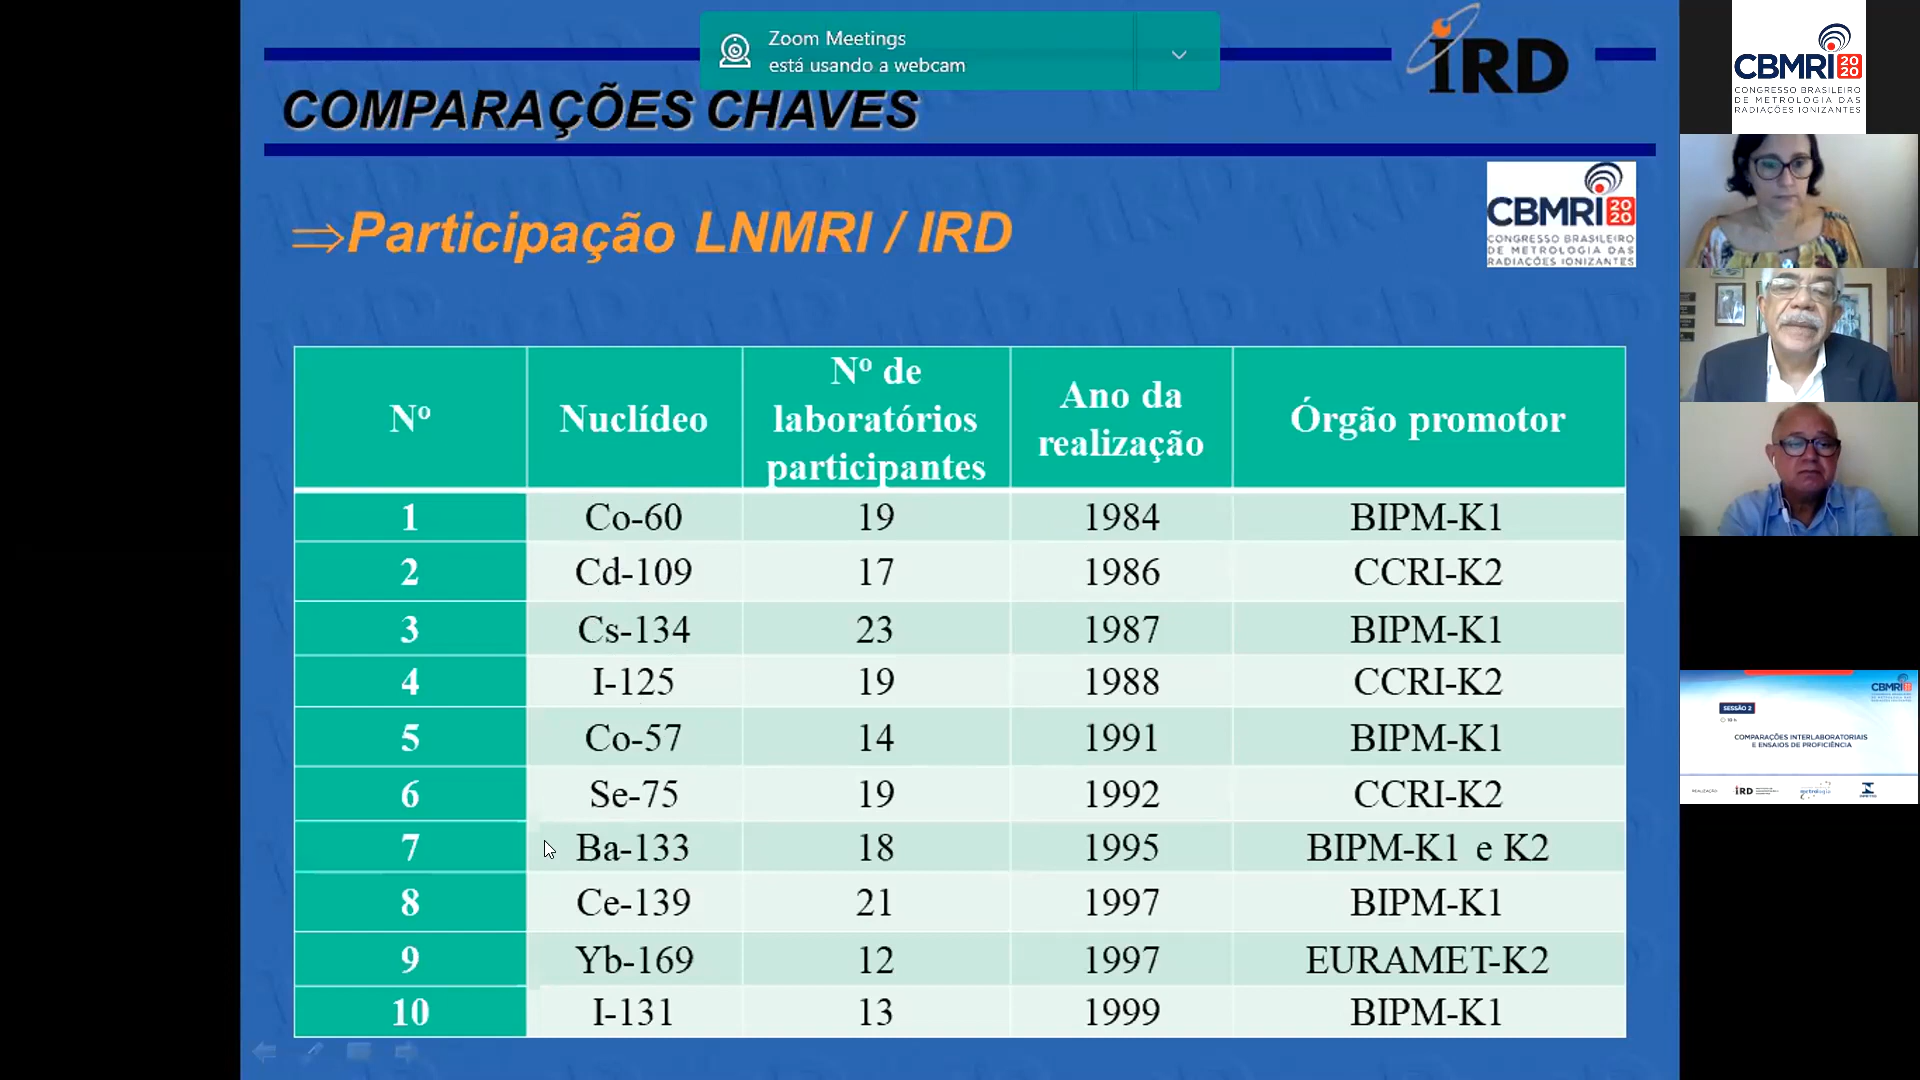 Zoom Meetings
está usando a webcam
IRD
COMPARAÇÕES CHAVES
⇒Participação LNMRI / IRD
CBMRI 2020
CONGRESSO BRASILEIRO
DE METROLOGIA DAS
RADIAÇÕES IONIZANTES
Nº Nuclídeo Nº de laboratórios participantes Ano da realização Órgão promotor
1 Co-60 19 1984 BIPM-K1
2 Cd-109 17 1986 CCRI-K2
3 Cs-134 23 1987 BIPM-K1
4 I-125 19 1988 CCRI-K2
5 Co-57 14 1991 BIPM-K1
6 Se-75 19 1992 CCRI-K2
7 Ba-133 18 1995 BIPM-K1 e K2
8 Ce-139 21 1997 BIPM-K1
9 Yb-169 12 1997 EURAMET-K2
10 I-131 13 1999 BIPM-K1
CBMRI 2020
CONGRESSO BRASILEIRO
DE METROLOGIA DAS
RADIAÇÕES IONIZANTES
CBMRI
SESSÃO 2
COMPARAÇÕES INTERLABORATORIAIS
E ENSAIOS DE PROFICIÊNCIA
REALIZAÇÃO
IRD